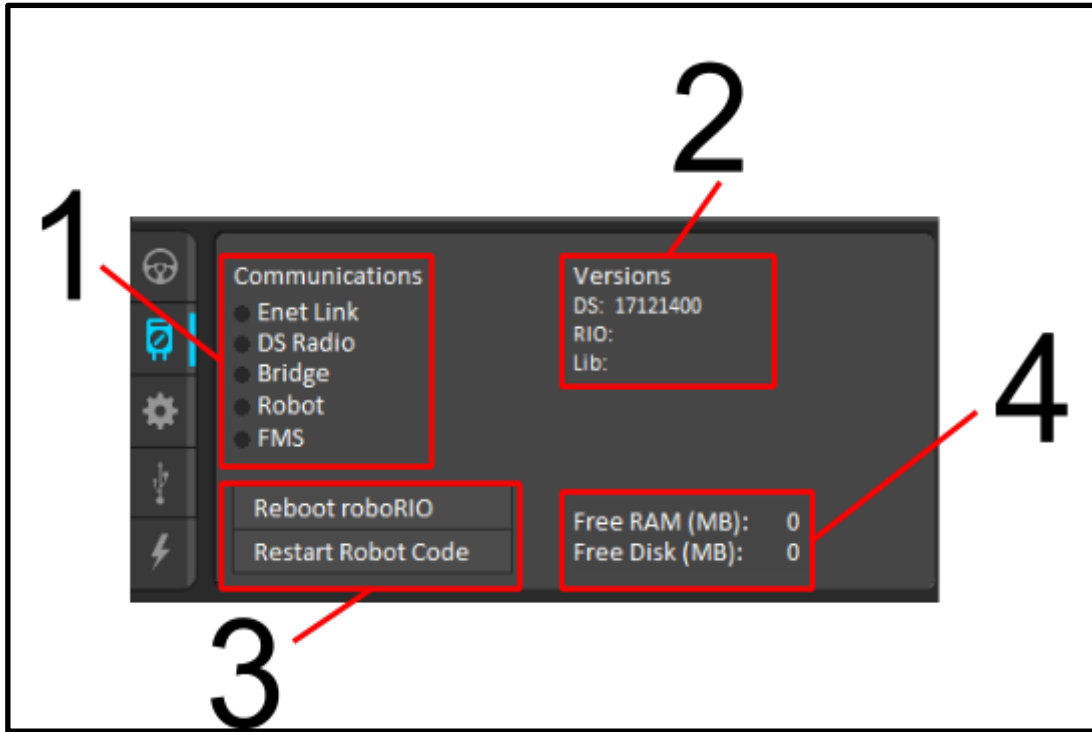 1
2
3
4
Communications
Enet Link
DS Radio
Bridge
Robot
FMS
Versions
DS: 17121400
RIO:
Lib:
Reboot roboRIO
Restart Robot Code
Free RAM (MB): 0
Free Disk (MB): 0